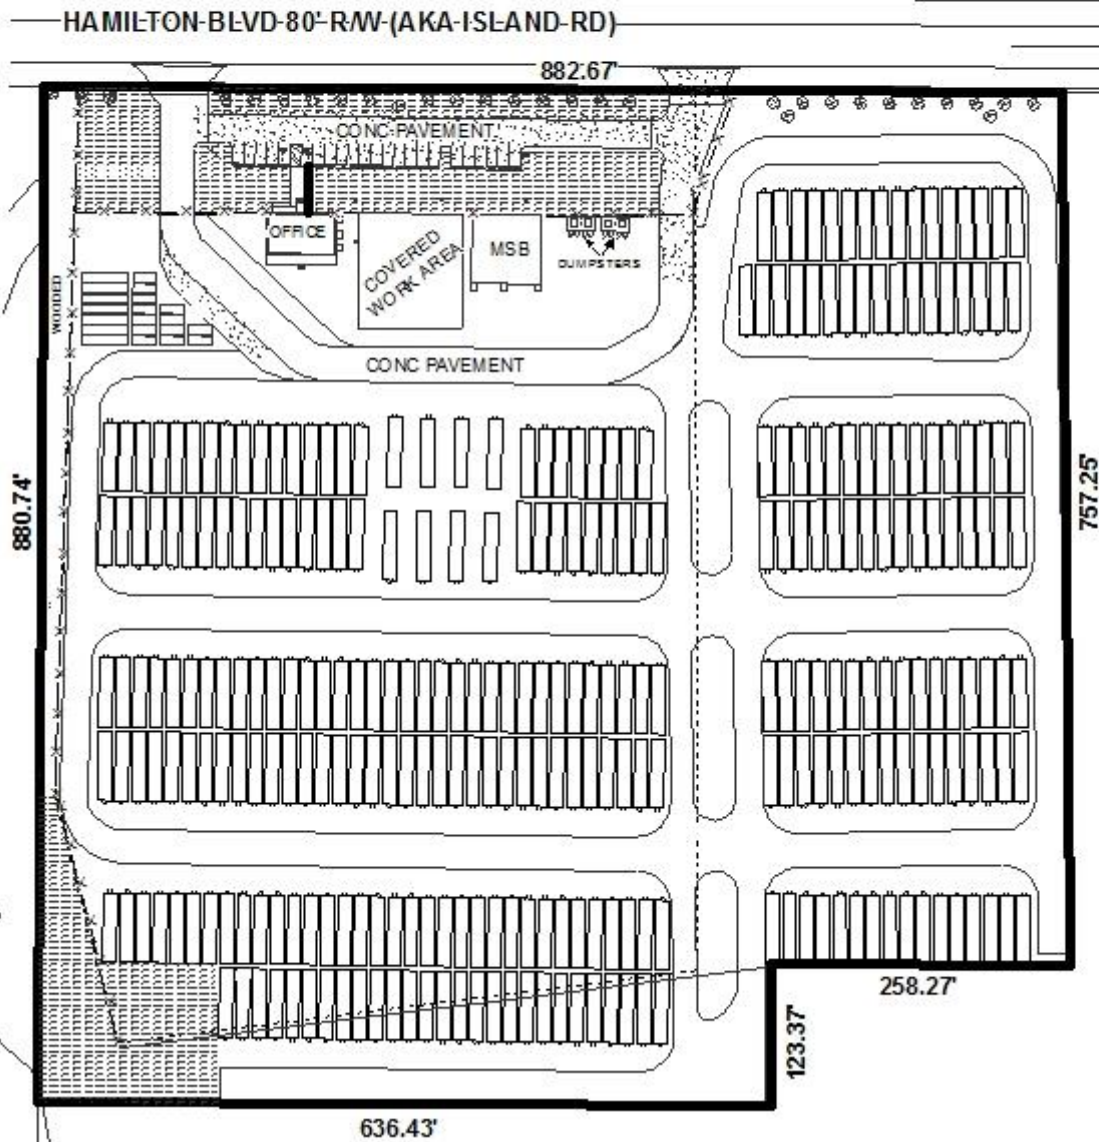 HAMILTON BLVD 80' R/W (AKA ISLAND RD)
882.67'
CONC PAVEMENT
OFFICE
COVERED
WORK AREA
MSB
DUMPSTERS
WOODED
CONC PAVEMENT
880.74'
757.25'
258.27'
123.37'
636.43'